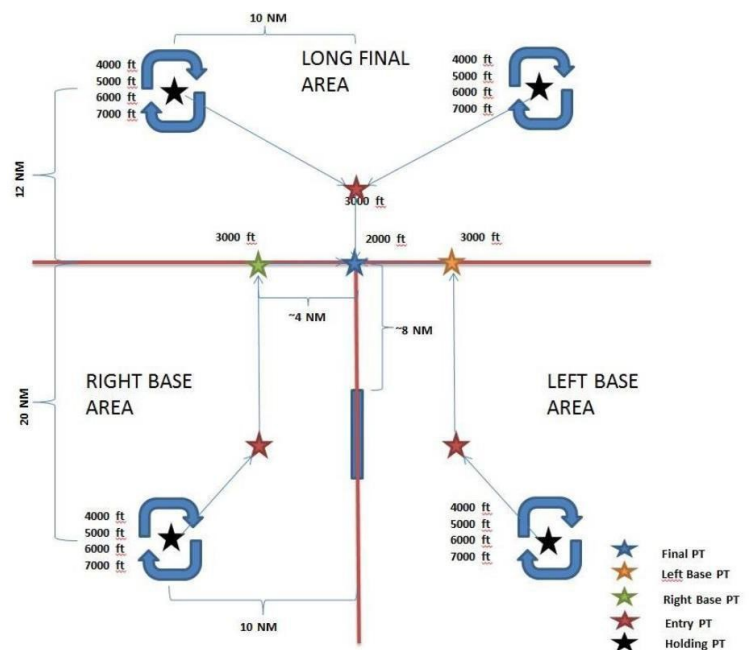 10 NM
LONG FINAL
AREA
4000 ft
5000 ft
6000 ft
7000 ft
4000 ft
5000 ft
6000 ft
7000 ft
12 NM
3000 ft
3000 ft
2000 ft
3000 ft
~4 NM
~8 NM
RIGHT BASE
AREA
LEFT BASE
AREA
20 NM
4000 ft
5000 ft
6000 ft
7000 ft
4000 ft
5000 ft
6000 ft
7000 ft
10 NM
Final PT
Left Base PT
Right Base PT
Entry PT
Holding PT